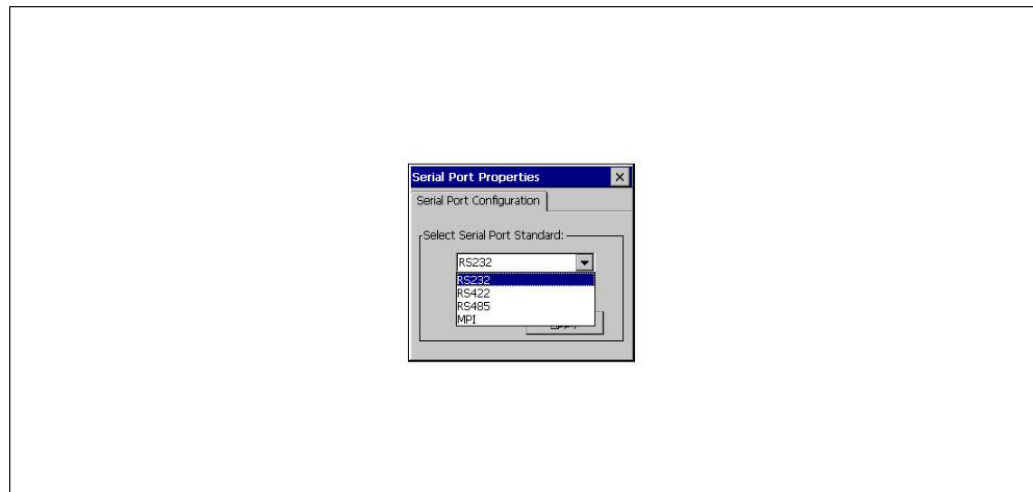 Serial Port Properties
Serial Port Configuration
Select Serial Port Standard:
RS232
RS232
RS422
RS485
MPI